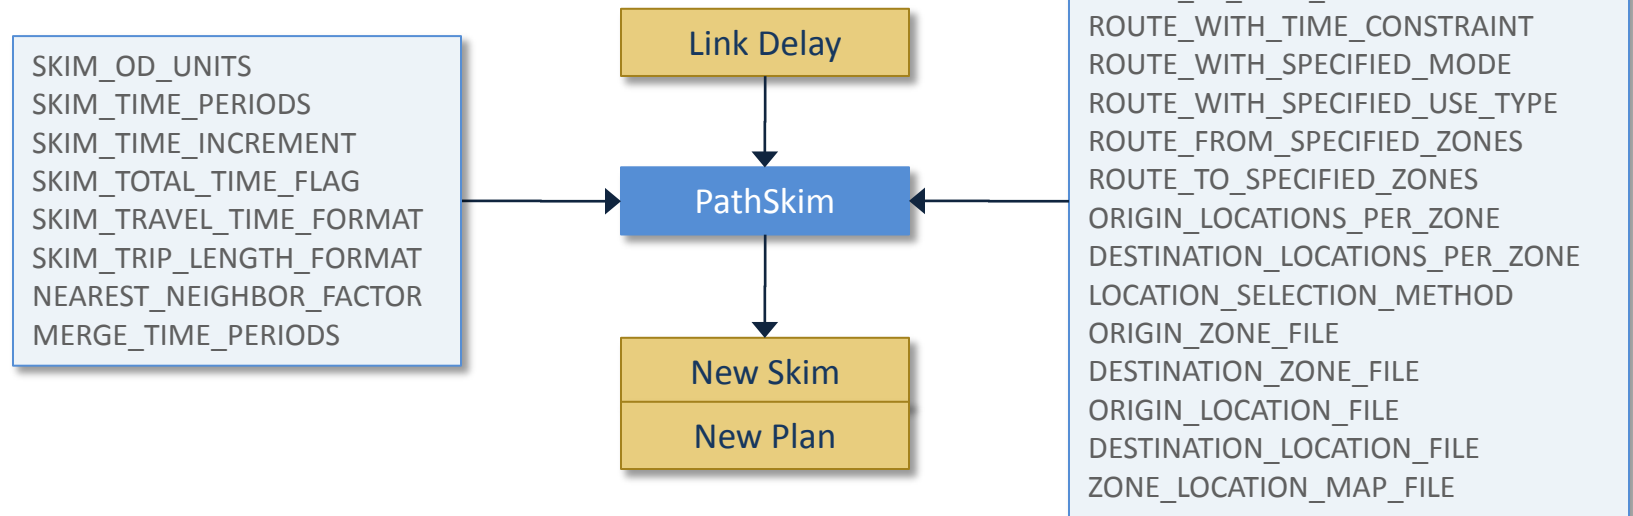 SKIM_OD_UNITS
SKIM_TIME_PERIODS
SKIM_TIME_INCREMENT
SKIM_TOTAL_TIME_FLAG
SKIM_TRAVEL_TIME_FORMAT
SKIM_TRIP_LENGTH_FORMAT
NEAREST_NEIGHBOR_FACTOR
MERGE_TIME_PERIODS
Link Delay
PathSkim
New Skim
New Plan
ROUTE_WITH_TIME_CONSTRAINT
ROUTE_WITH_SPECIFIED_MODE
ROUTE_WITH_SPECIFIED_USE_TYPE
ROUTE_FROM_SPECIFIED_ZONES
ROUTE_TO_SPECIFIED_ZONES
ORIGIN_LOCATIONS_PER_ZONE
DESTINATION_LOCATIONS_PER_ZONE
LOCATION_SELECTION_METHOD
ORIGIN_ZONE_FILE
DESTINATION_ZONE_FILE
ORIGIN_LOCATION_FILE
DESTINATION_LOCATION_FILE
ZONE_LOCATION_MAP_FILE